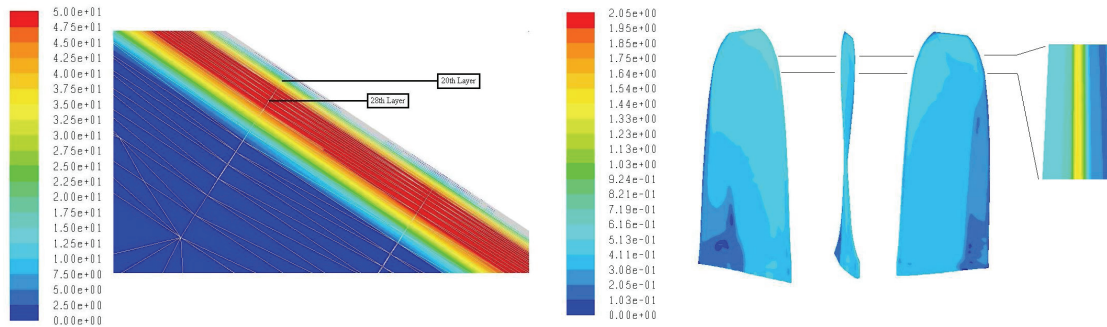 5.00e+01
4.75e+01
4.50e+01
4.25e+01
4.00e+01
3.75e+01
3.50e+01
3.25e+01
3.00e+01
2.75e+01
2.50e+01
2.25e+01
2.00e+01
1.75e+01
1.50e+01
1.25e+01
1.00e+01
7.50e+00
5.00e+00
2.50e+00
0.00e+00
20th Layer
28th Layer
2.05e+00
1.95e+00
1.85e+00
1.75e+00
1.64e+00
1.54e+00
1.44e+00
1.33e+00
1.23e+00
1.13e+00
1.03e+00
9.24e-01
8.21e-01
7.19e-01
6.16e-01
5.13e-01
4.11e-01
3.08e-01
2.05e-01
1.03e-01
0.00e+00